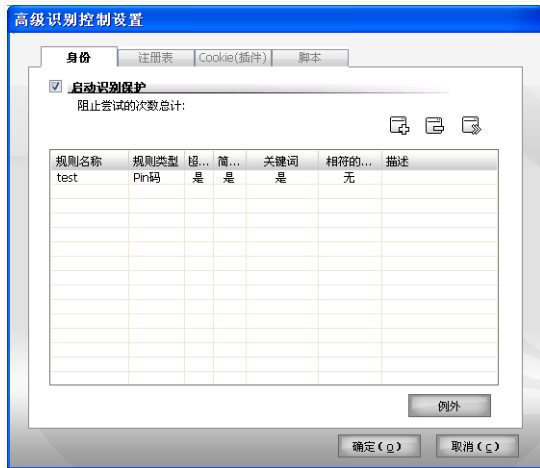 高级识别控制设置
身份 注册表 Cookie(插件) 脚本
启动识别保护
阻止尝试的次数总计:
规则名称 规则类型 招... 简... 关键词 相符的... 描述
test Pin码 是 是 是 无
例外
确定(o) 取消(c)